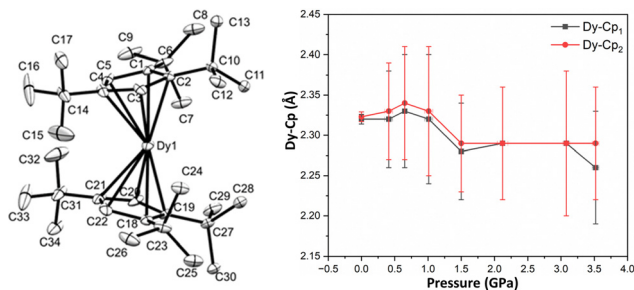 C8
C13
C17
C9
C6
C5
C1
C10
C16
C4
C2
C11
C12
C14
C3
C7
C15
Dy1
C32
C24
C21
C20
C29
C28
C31
C19
C33
C22
C18
C27
C34
C23
C26
C25
C30
2.45
2.40
2.35
2.30
2.25
2.20
2.15
Dy-Cp (Å)
Dy-Cp₁
Dy-Cp₂
−0.5 0.0 0.5 1.0 1.5 2.0 2.5 3.0 3.5 4.0
Pressure (GPa)